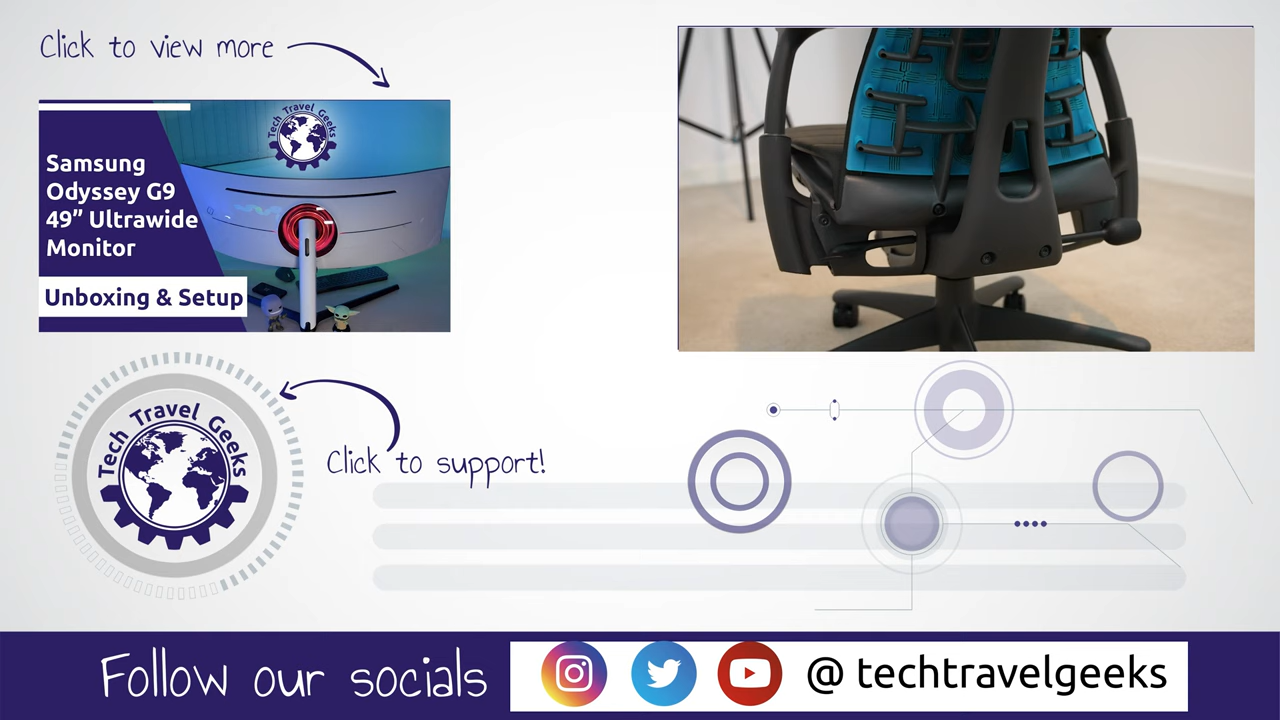 Click to view more
Tech Travel Geeks
Samsung
Odyssey G9
49” Ultrawide
Monitor
Unboxing & Setup
Tech Travel Geeks
Click to support!
Follow our socials
@ techtravelgeeks